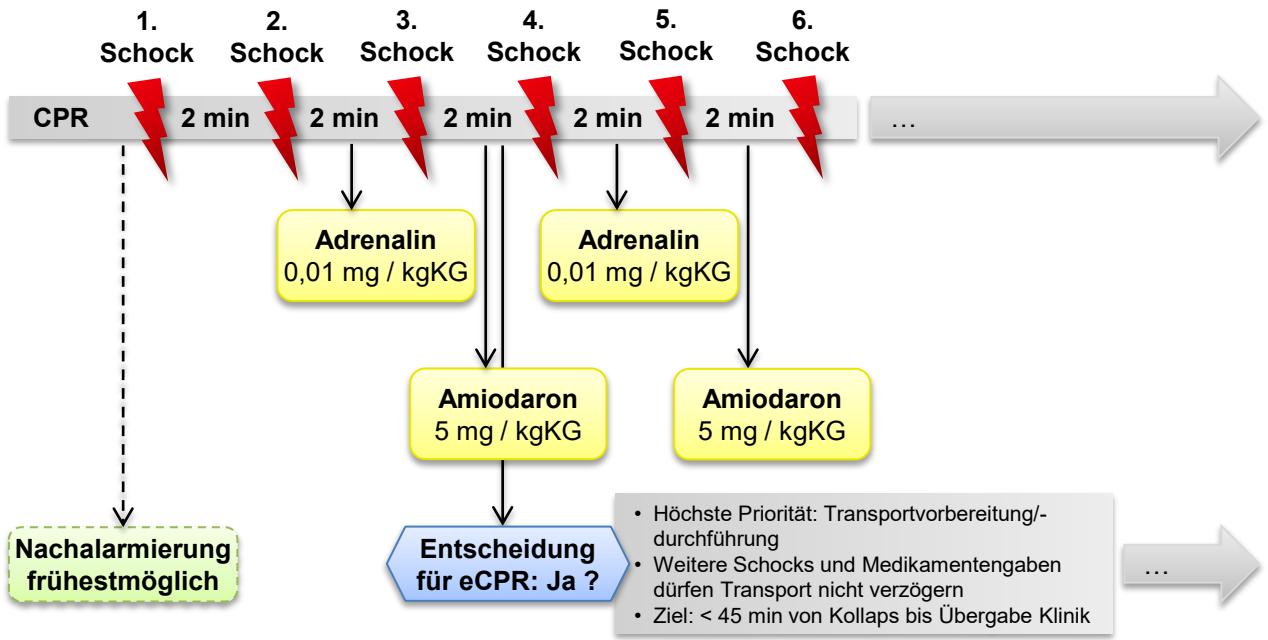 1.
Schock
2.
Schock
3.
Schock
4.
Schock
5.
Schock
6.
Schock
CPR
2 min
2 min
2 min
2 min
2 min
…
Adrenalin
0,01 mg / kgKG
Adrenalin
0,01 mg / kgKG
Amiodaron
5 mg / kgKG
Amiodaron
5 mg / kgKG
Nachalarmierung
frühestmöglich
Entscheidung
für eCPR: Ja ?
• Höchste Priorität: Transportvorbereitung/-
durchführung
• Weitere Schocks und Medikamentengaben
dürfen Transport nicht verzögern
• Ziel: < 45 min von Kollaps bis Übergabe Klinik
…